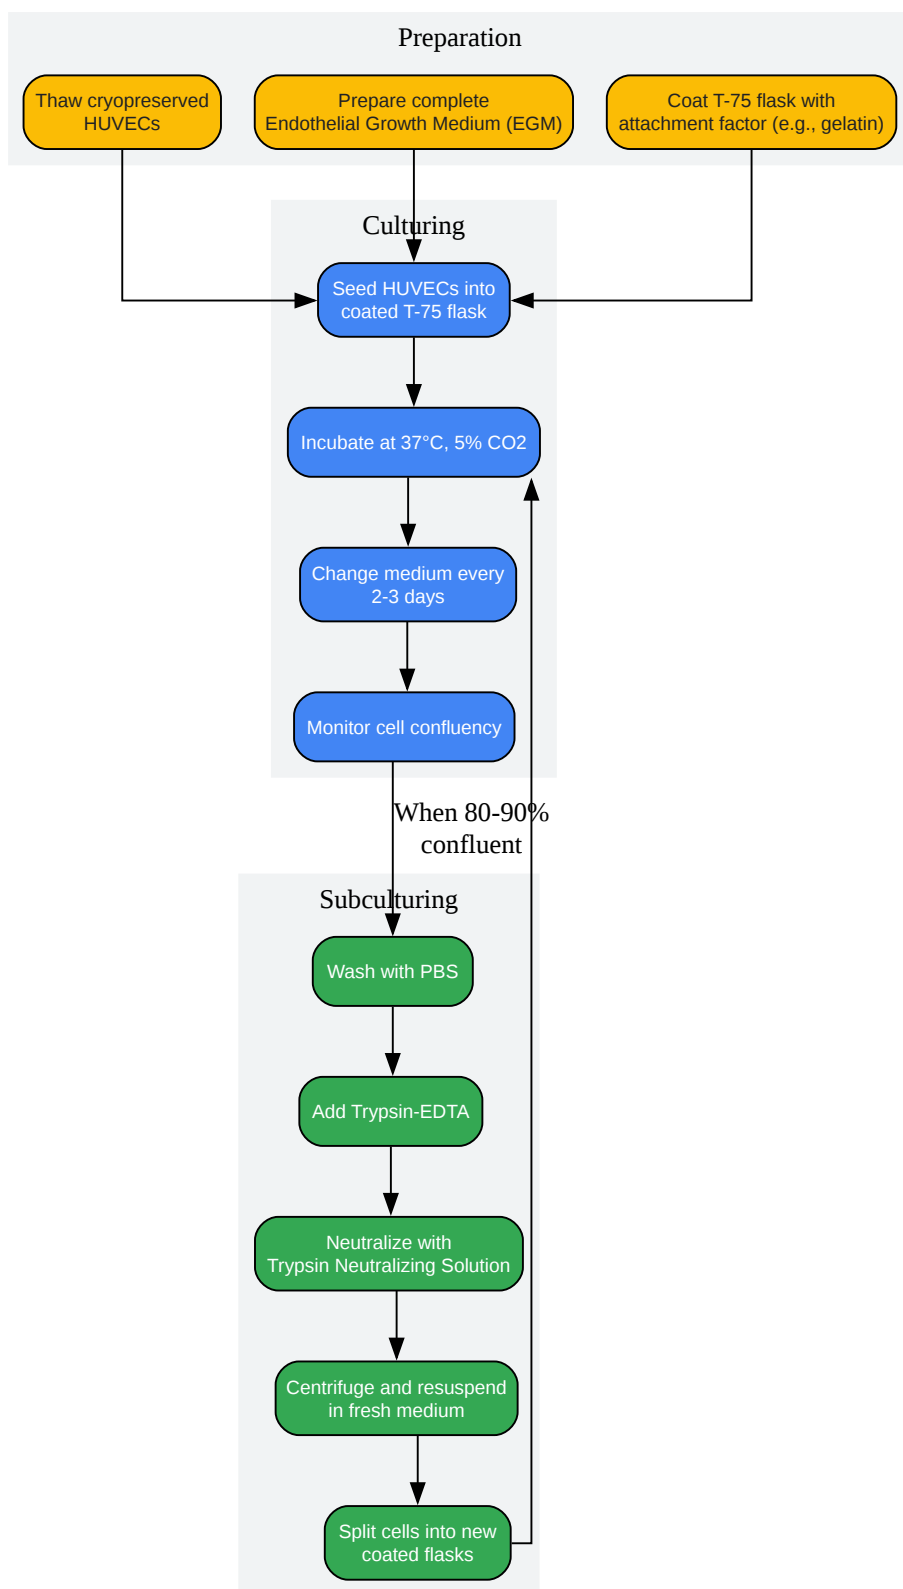 Preparation
Thaw cryopreserved
HUVECs
Prepare complete
Endothelial Growth Medium (EGM)
Coat T-75 flask with
attachment factor (e.g., gelatin)
Culturing
Seed HUVECs into
coated T-75 flask
Incubate at 37°C, 5% CO2
Change medium every
2-3 days
Monitor cell confluency
When 80-90%
confluent
Subculturing
Wash with PBS
Add Trypsin-EDTA
Neutralize with
Trypsin Neutralizing Solution
Centrifuge and resuspend
in fresh medium
Split cells into new
coated flasks